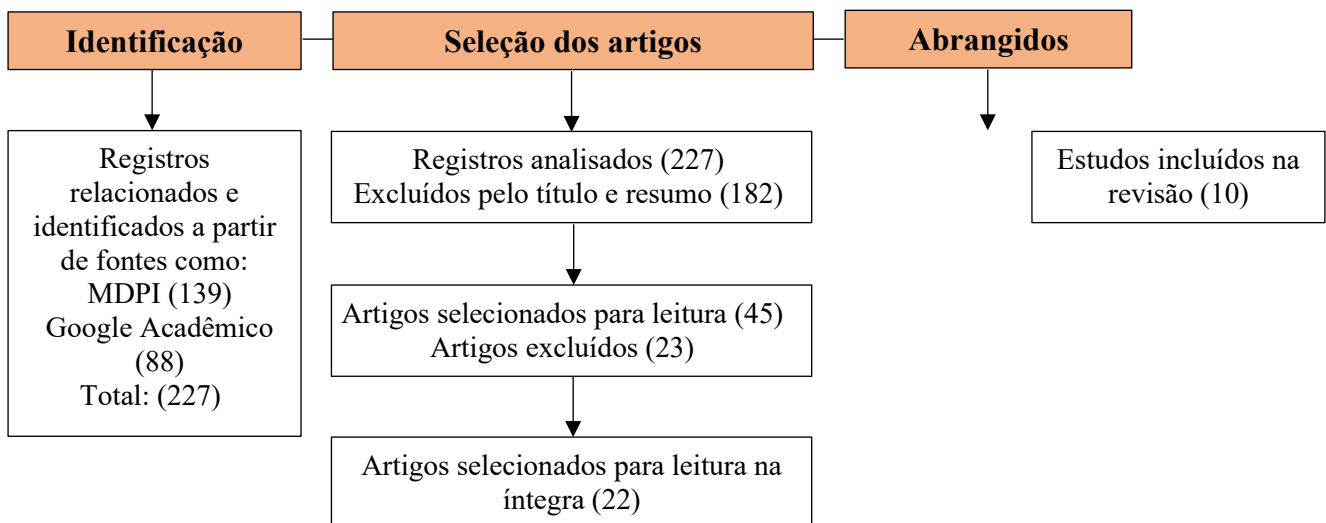 Identificação
Seleção dos artigos
Abrangidos
Registros
relacionados e
identificados a partir
de fontes como:
MDPI (139)
Google Acadêmico
(88)
Total: (227)
Registros analisados (227)
Excluídos pelo título e resumo (182)
Artigos selecionados para leitura (45)
Artigos excluídos (23)
Artigos selecionados para leitura na
íntegra (22)
Estudos incluídos na
revisão (10)